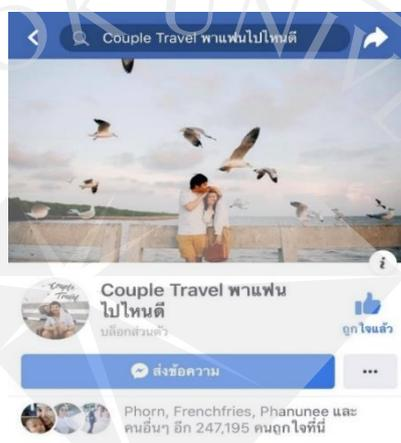 Couple Travel พาแฟนไปไหนดี
Couple Travel พาแฟน
ไปไหนดี
บล็อกส่วนตัว
ถูกใจแล้ว
ส่งข้อความ
Phorn, Frenchfries, Phanunee และ
คนอื่นๆ อีก 247,195 คนถูกใจที่นี่